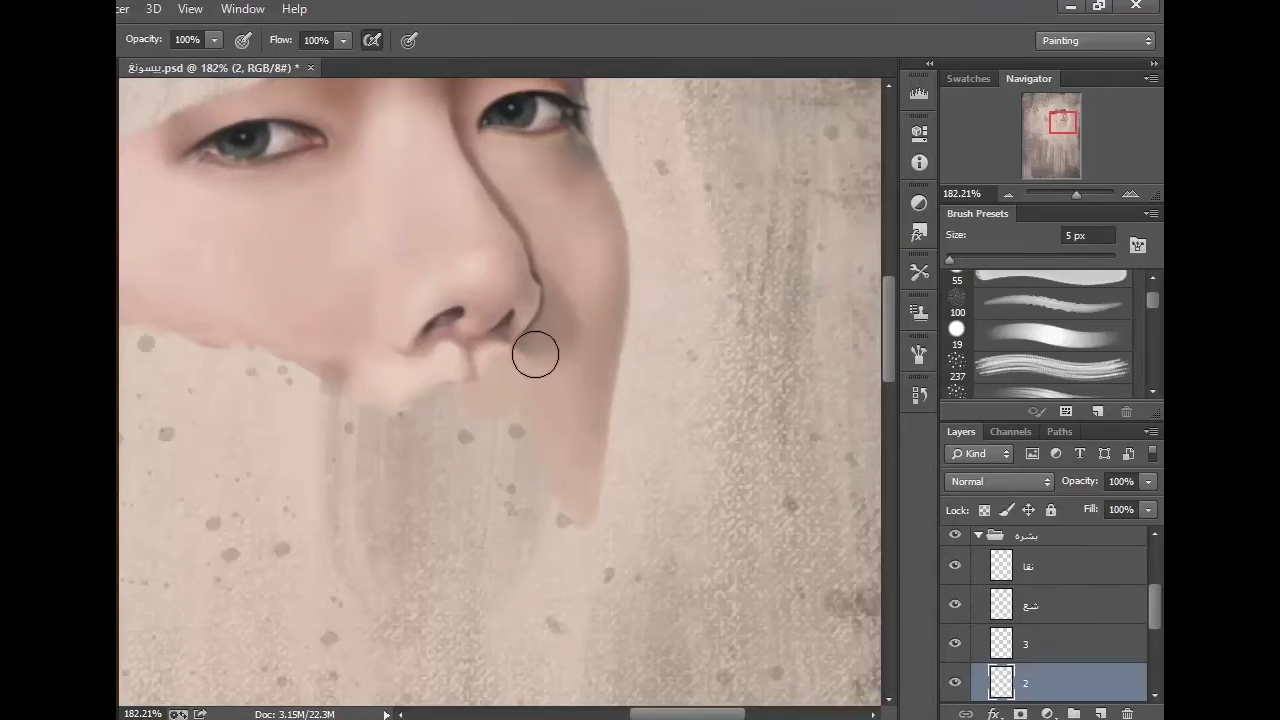 cer 3D View Window Help
Opacity: 100% Flow: 100% Painting
بيسونغ.psd @ 182% (2, RGB/8#) * ×
Swatches Navigator
182.21%
Brush Presets
Size: 5 px
55
100
19
237
Layers Channels Paths
Kind
Normal Opacity: 100%
Lock: Fill: 100%
بشره
نقا
شع
3
2
182.21% Doc: 3.15M/22.3M